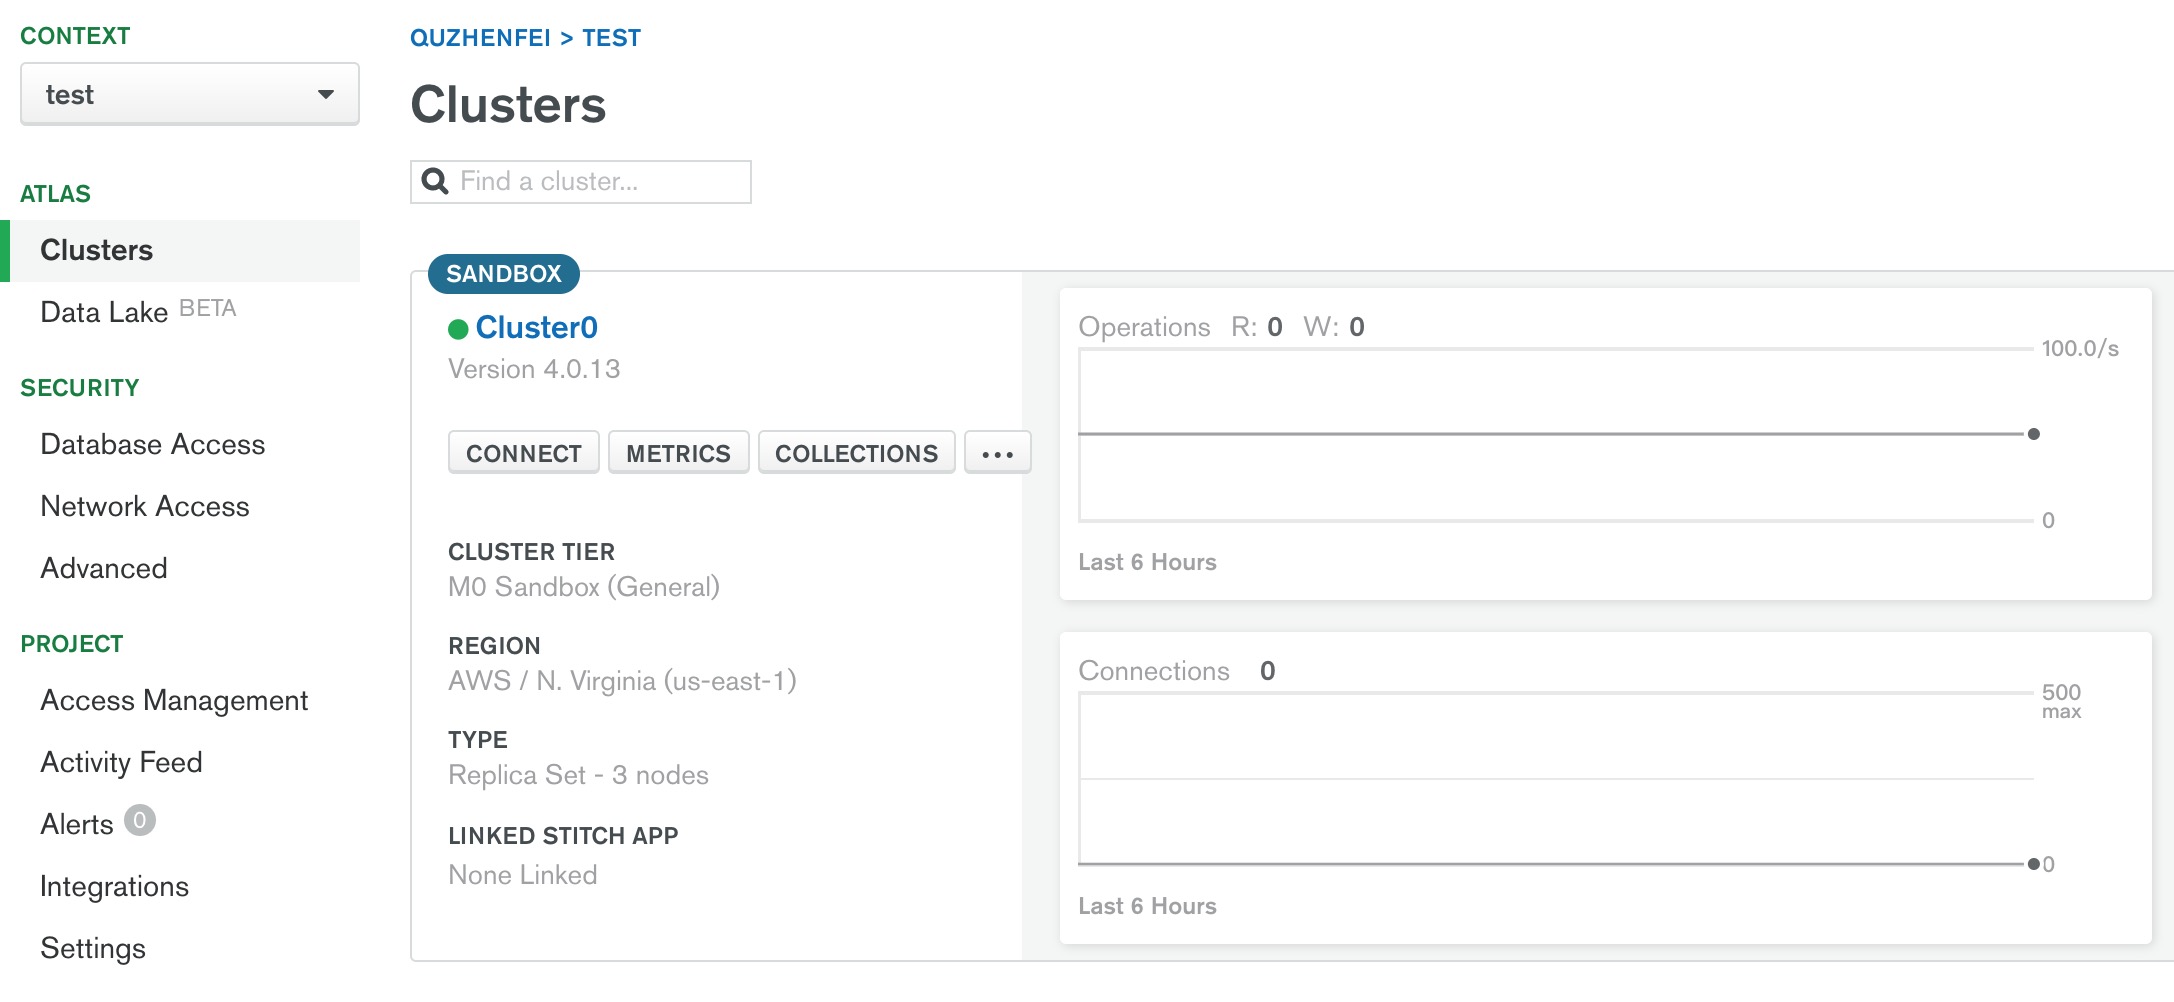 CONTEXT
test
ATLAS
Clusters
Data Lake BETA
SECURITY
Database Access
Network Access
Advanced
PROJECT
Access Management
Activity Feed
Alerts 0
Integrations
Settings
QUZHENFEI > TEST
Clusters
Find a cluster...
SANDBOX
Cluster0
Version 4.0.13
CONNECT METRICS COLLECTIONS ...
CLUSTER TIER
M0 Sandbox (General)
REGION
AWS / N. Virginia (us-east-1)
TYPE
Replica Set - 3 nodes
LINKED STITCH APP
None Linked
Operations R: 0 W: 0
100.0/s
0
Last 6 Hours
Connections 0
500
max
0
Last 6 Hours